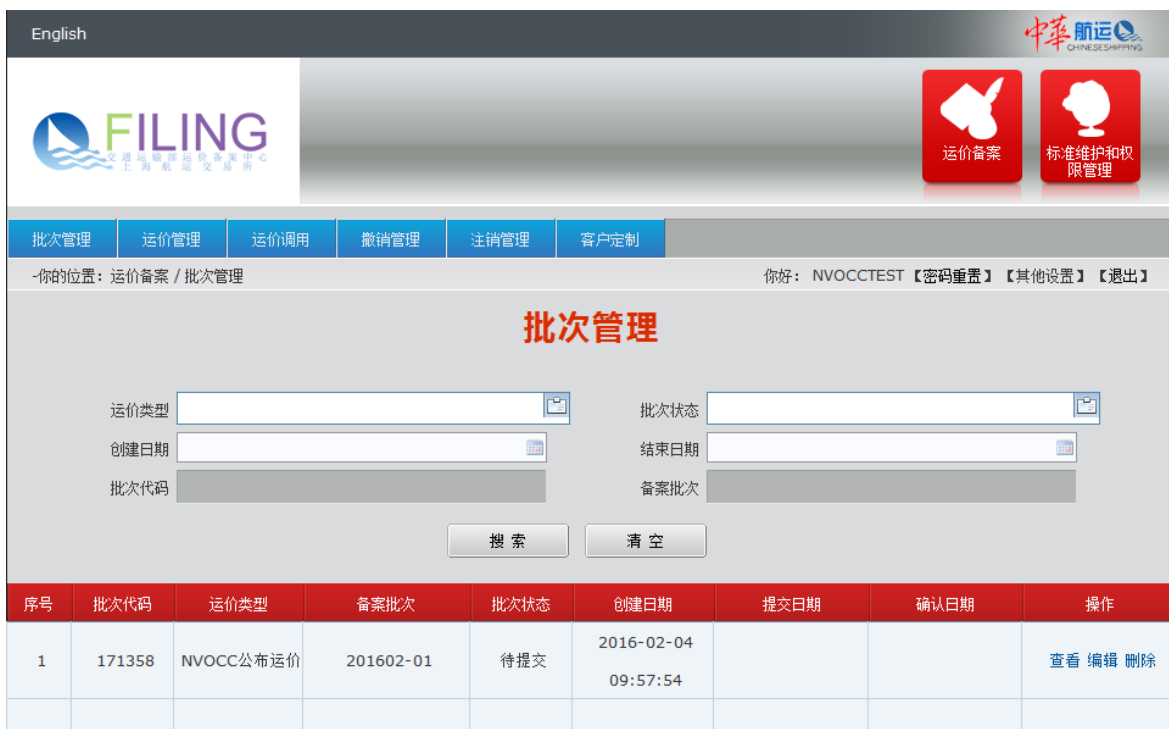 English
中華航运
CHINESESHIPPING
FILING
交通运输部运价备案中心
上海航运交易所
运价备案
标准维护和权
限管理
批次管理 运价管理 运价调用 撤销管理 注销管理 客户定制
-你的位置：运价备案 / 批次管理 你好： NVOCCTEST【密码重置】【其他设置】【退出】
批次管理
运价类型 批次状态
创建日期 结束日期
批次代码 备案批次
搜 索 清 空
序号 批次代码 运价类型 备案批次 批次状态 创建日期 提交日期 确认日期 操作
1 171358 NVOCC公布运价 201602-01 待提交 2016-02-04 查看 编辑 删除
09:57:54